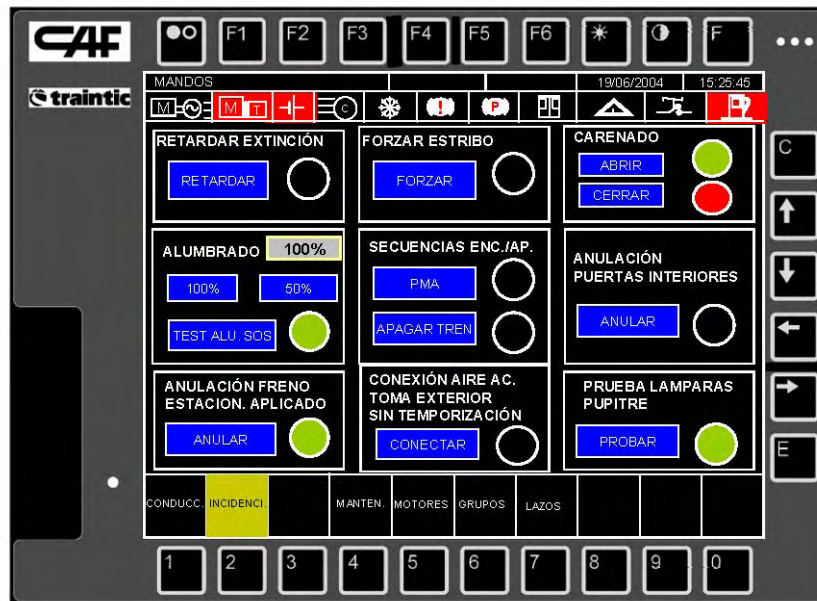 CAF
F1 F2 F3 F4 F5 F6 F
traintic
MANDOS 19/06/2004 15:25:45
M M T C ! P
RETARDAR EXTINCIÓN
RETARDAR
FORZAR ESTRIBO
FORZAR
CARENADO
ABRIR
CERRAR
ALUMBRADO 100%
100% 50%
TEST ALU. SOS
SECUENCIAS ENC./AP.
PMA
APAGAR TREN
ANULACIÓN
PUERTAS INTERIORES
ANULAR
ANULACIÓN FRENO
ESTACION. APLICADO
ANULAR
CONEXIÓN AIRE AC.
TOMA EXTERIOR
SIN TEMPORIZACIÓN
CONECTAR
PRUEBA LAMPARAS
PUPITRE
PROBAR
CONDUCC. INCIDENCI. MANTEN. MOTORES GRUPOS LAZOS
C
E
1 2 3 4 5 6 7 8 9 0